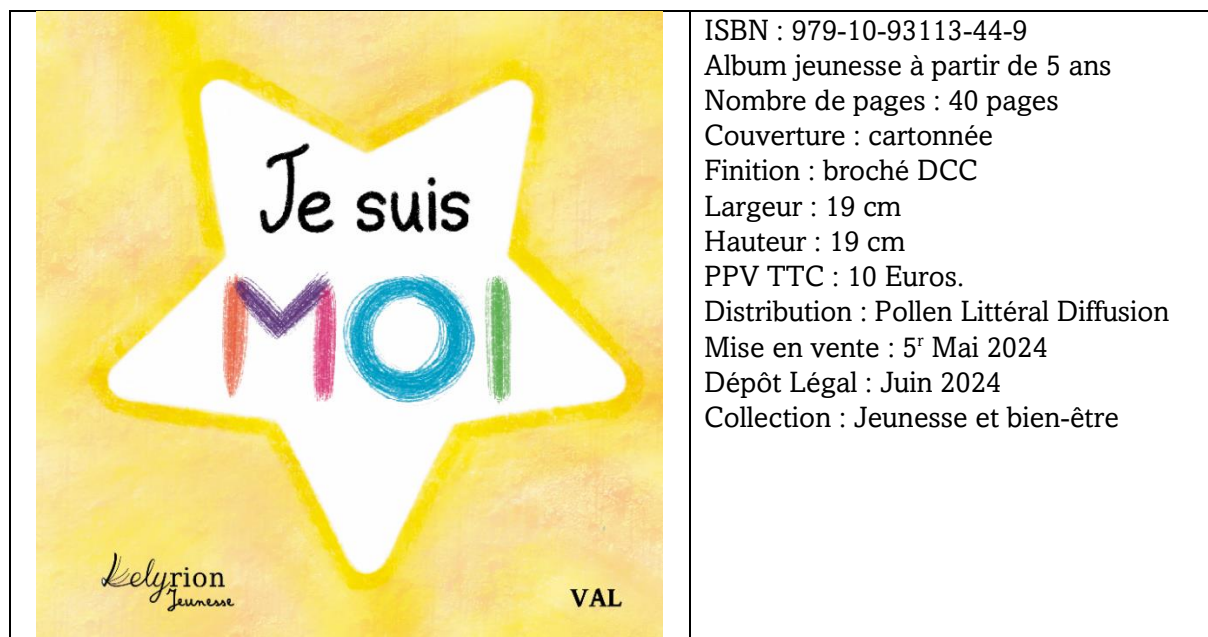 Je suis
MOI
Kelyrion
Jeunesse
VAL
ISBN : 979-10-93113-44-9
Album jeunesse à partir de 5 ans
Nombre de pages : 40 pages
Couverture : cartonnée
Finition : broché DCC
Largeur : 19 cm
Hauteur : 19 cm
PPV TTC : 10 Euros.
Distribution : Pollen Littéral Diffusion
Mise en vente : 5ʳ Mai 2024
Dépôt Légal : Juin 2024
Collection : Jeunesse et bien-être